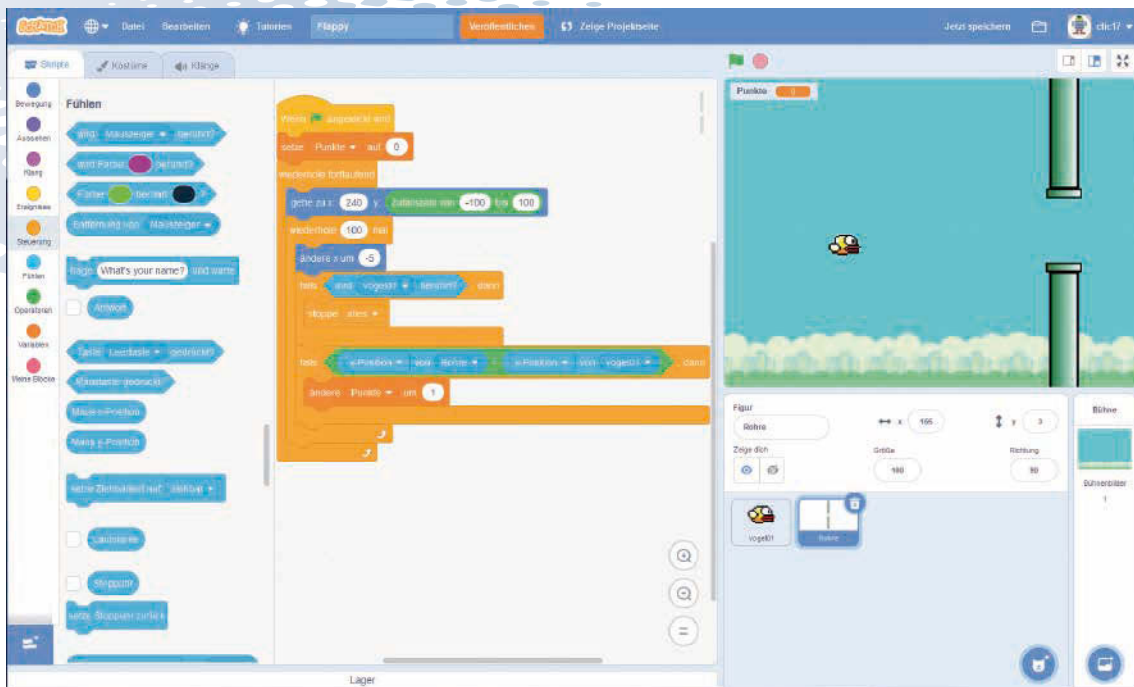 SCRATCH Datei Bearbeiten Tutorien Flappy Veröffentlichen Zeige Projektseite Jetzt speichern clic17
Skripte Kostüme Klänge
Bewegung
Aussehen
Klang
Ereignisse
Steuerung
Fühlen
Operatoren
Variablen
Meine Blöcke
Fühlen
wird Mauszeiger berührt?
wird Farbe berührt?
Farbe berührt ?
Entfernung von Mauszeiger
frage What's your name? und warte
Antwort
Taste Leertaste gedrückt?
Maustaste gedrückt?
Maus x-Position
Maus y-Position
setze Ziehbarkeit auf ziehbar
Lautstärke
Stoppuhr
setze Stoppuhr zurück
Wenn angeklickt wird
setze Punkte auf 0
wiederhole fortlaufend
gehe zu x: 240 y: Zufallszahl von -100 bis 100
wiederhole 100 mal
ändere x um -5
falls wird vogel01 berührt? , dann
stoppe alles
falls x-Position von Rohre = x-Position von vogel01 , dann
ändere Punkte um 1
Lager
Punkte 0
Figur
Rohre
x 165
y 3
Zeige dich
Größe
100
Richtung
90
vogel01
Rohre
Bühne
Bühnenbilder
1